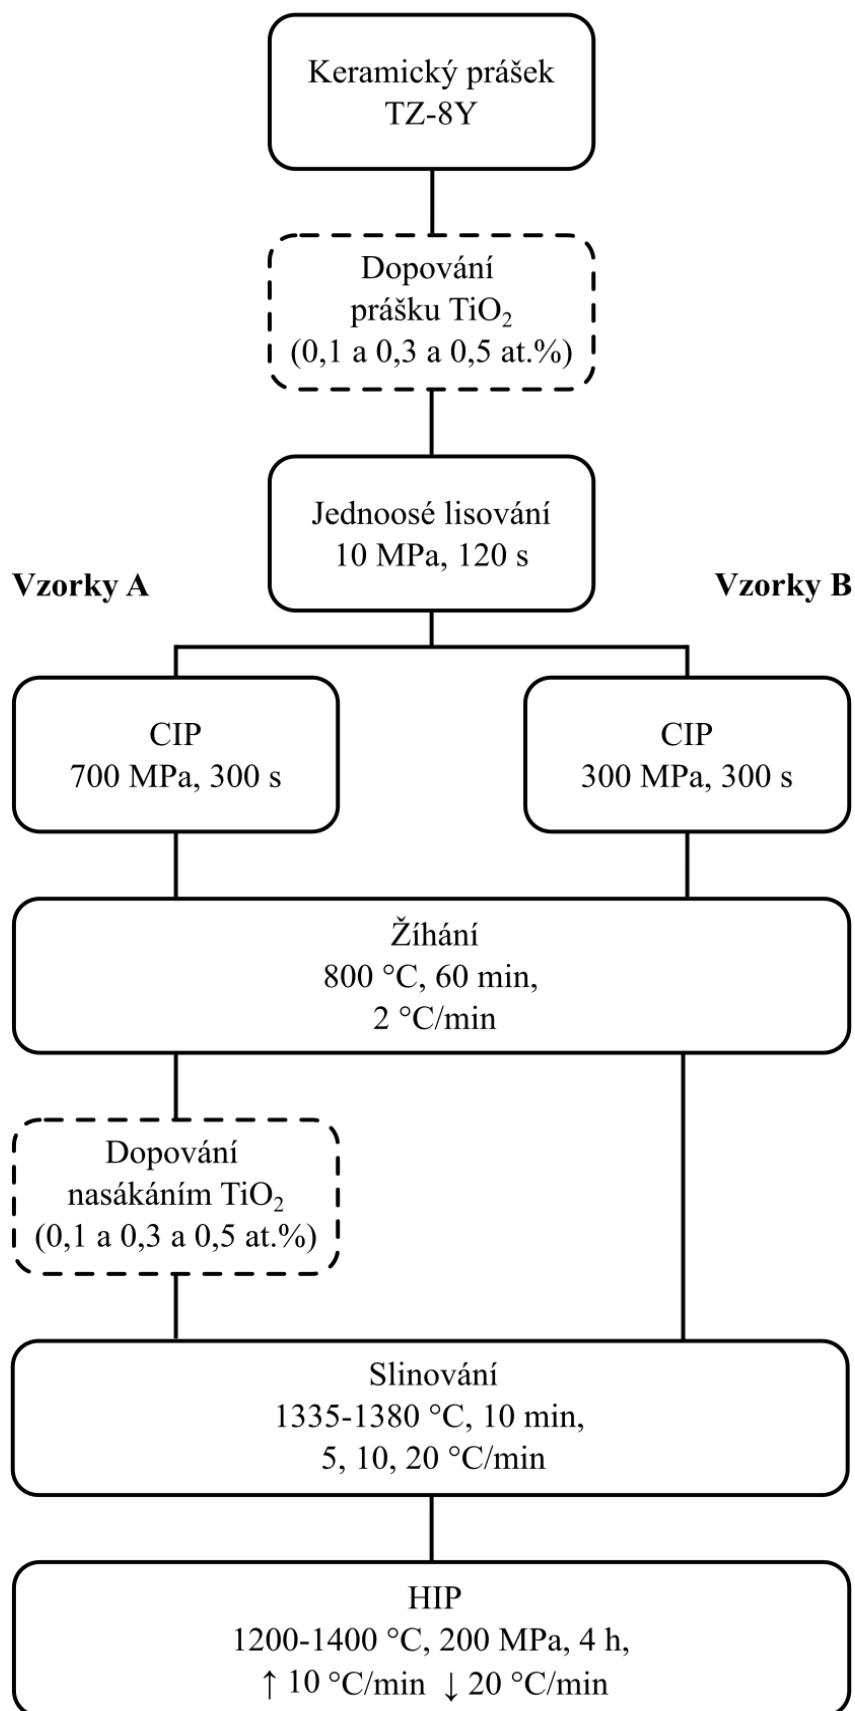 Keramický prášek
TZ-8Y
Dopování
prášku TiO₂
(0,1 a 0,3 a 0,5 at.%)
Jednoosé lisování
10 MPa, 120 s
Vzorky A
Vzorky B
CIP
700 MPa, 300 s
CIP
300 MPa, 300 s
Žíhání
800 °C, 60 min,
2 °C/min
Dopování
nasákáním TiO₂
(0,1 a 0,3 a 0,5 at.%)
Slinování
1335-1380 °C, 10 min,
5, 10, 20 °C/min
HIP
1200-1400 °C, 200 MPa, 4 h,
↑ 10 °C/min ↓ 20 °C/min